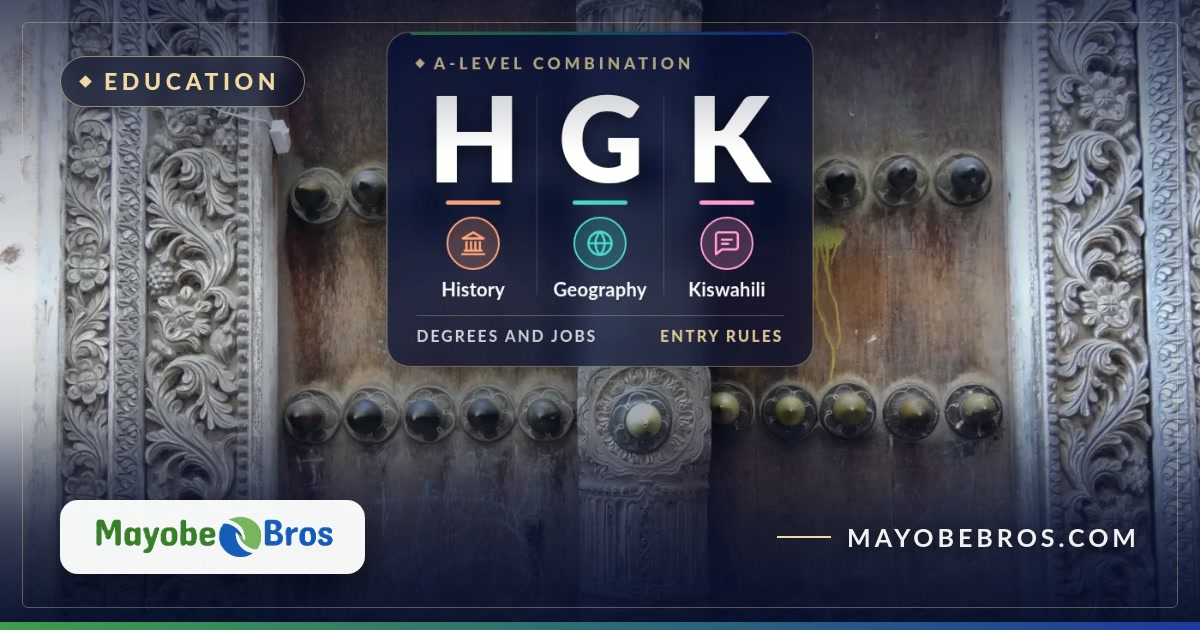 EDUCATION
A-LEVEL COMBINATION
H G K
History Geography Kiswahili
DEGREES AND JOBS ENTRY RULES
Mayobe Bros
MAYOBEBROS.COM